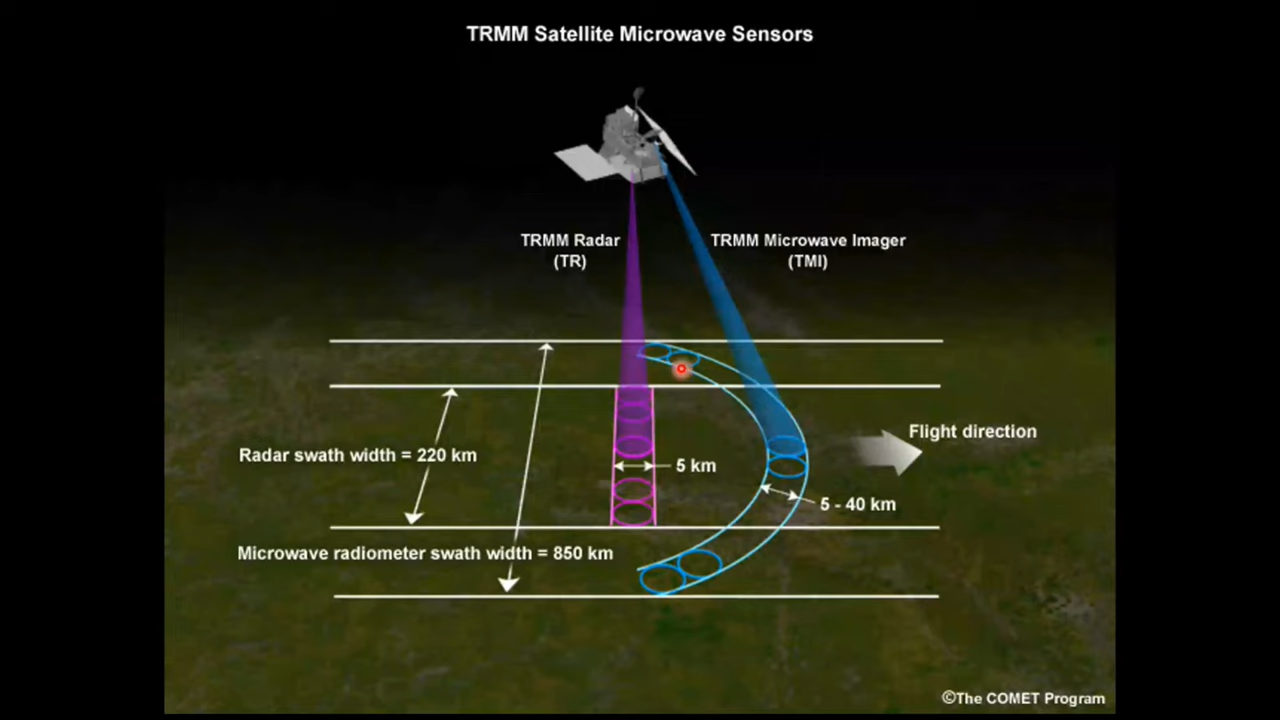 TRMM Satellite Microwave Sensors
TRMM Radar
(TR)
TRMM Microwave Imager
(TMI)
Flight direction
Radar swath width = 220 km
5 km
5 - 40 km
Microwave radiometer swath width = 850 km
©The COMET Program